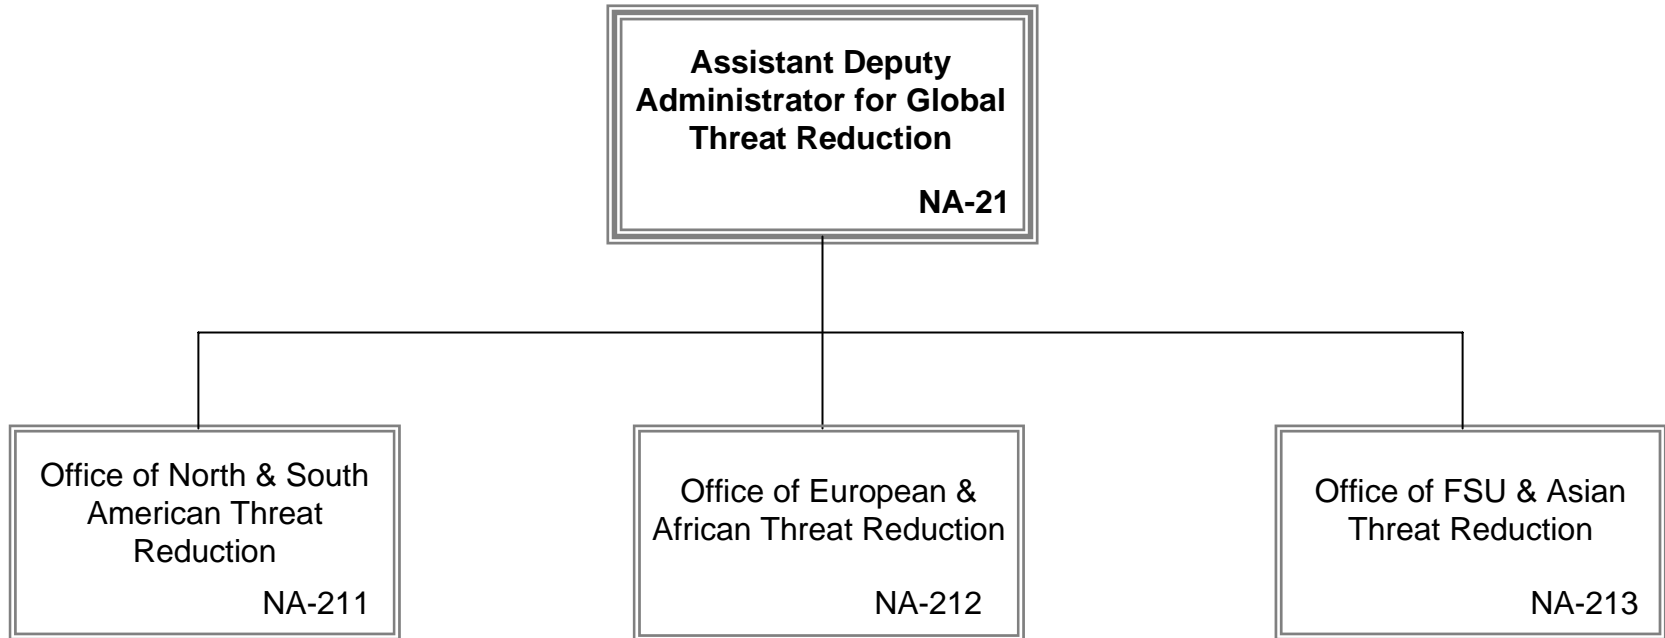 Assistant Deputy
Administrator for Global
Threat Reduction
NA-21
Office of North & South
American Threat
Reduction
NA-211
Office of European &
African Threat Reduction
NA-212
Office of FSU & Asian
Threat Reduction
NA-213